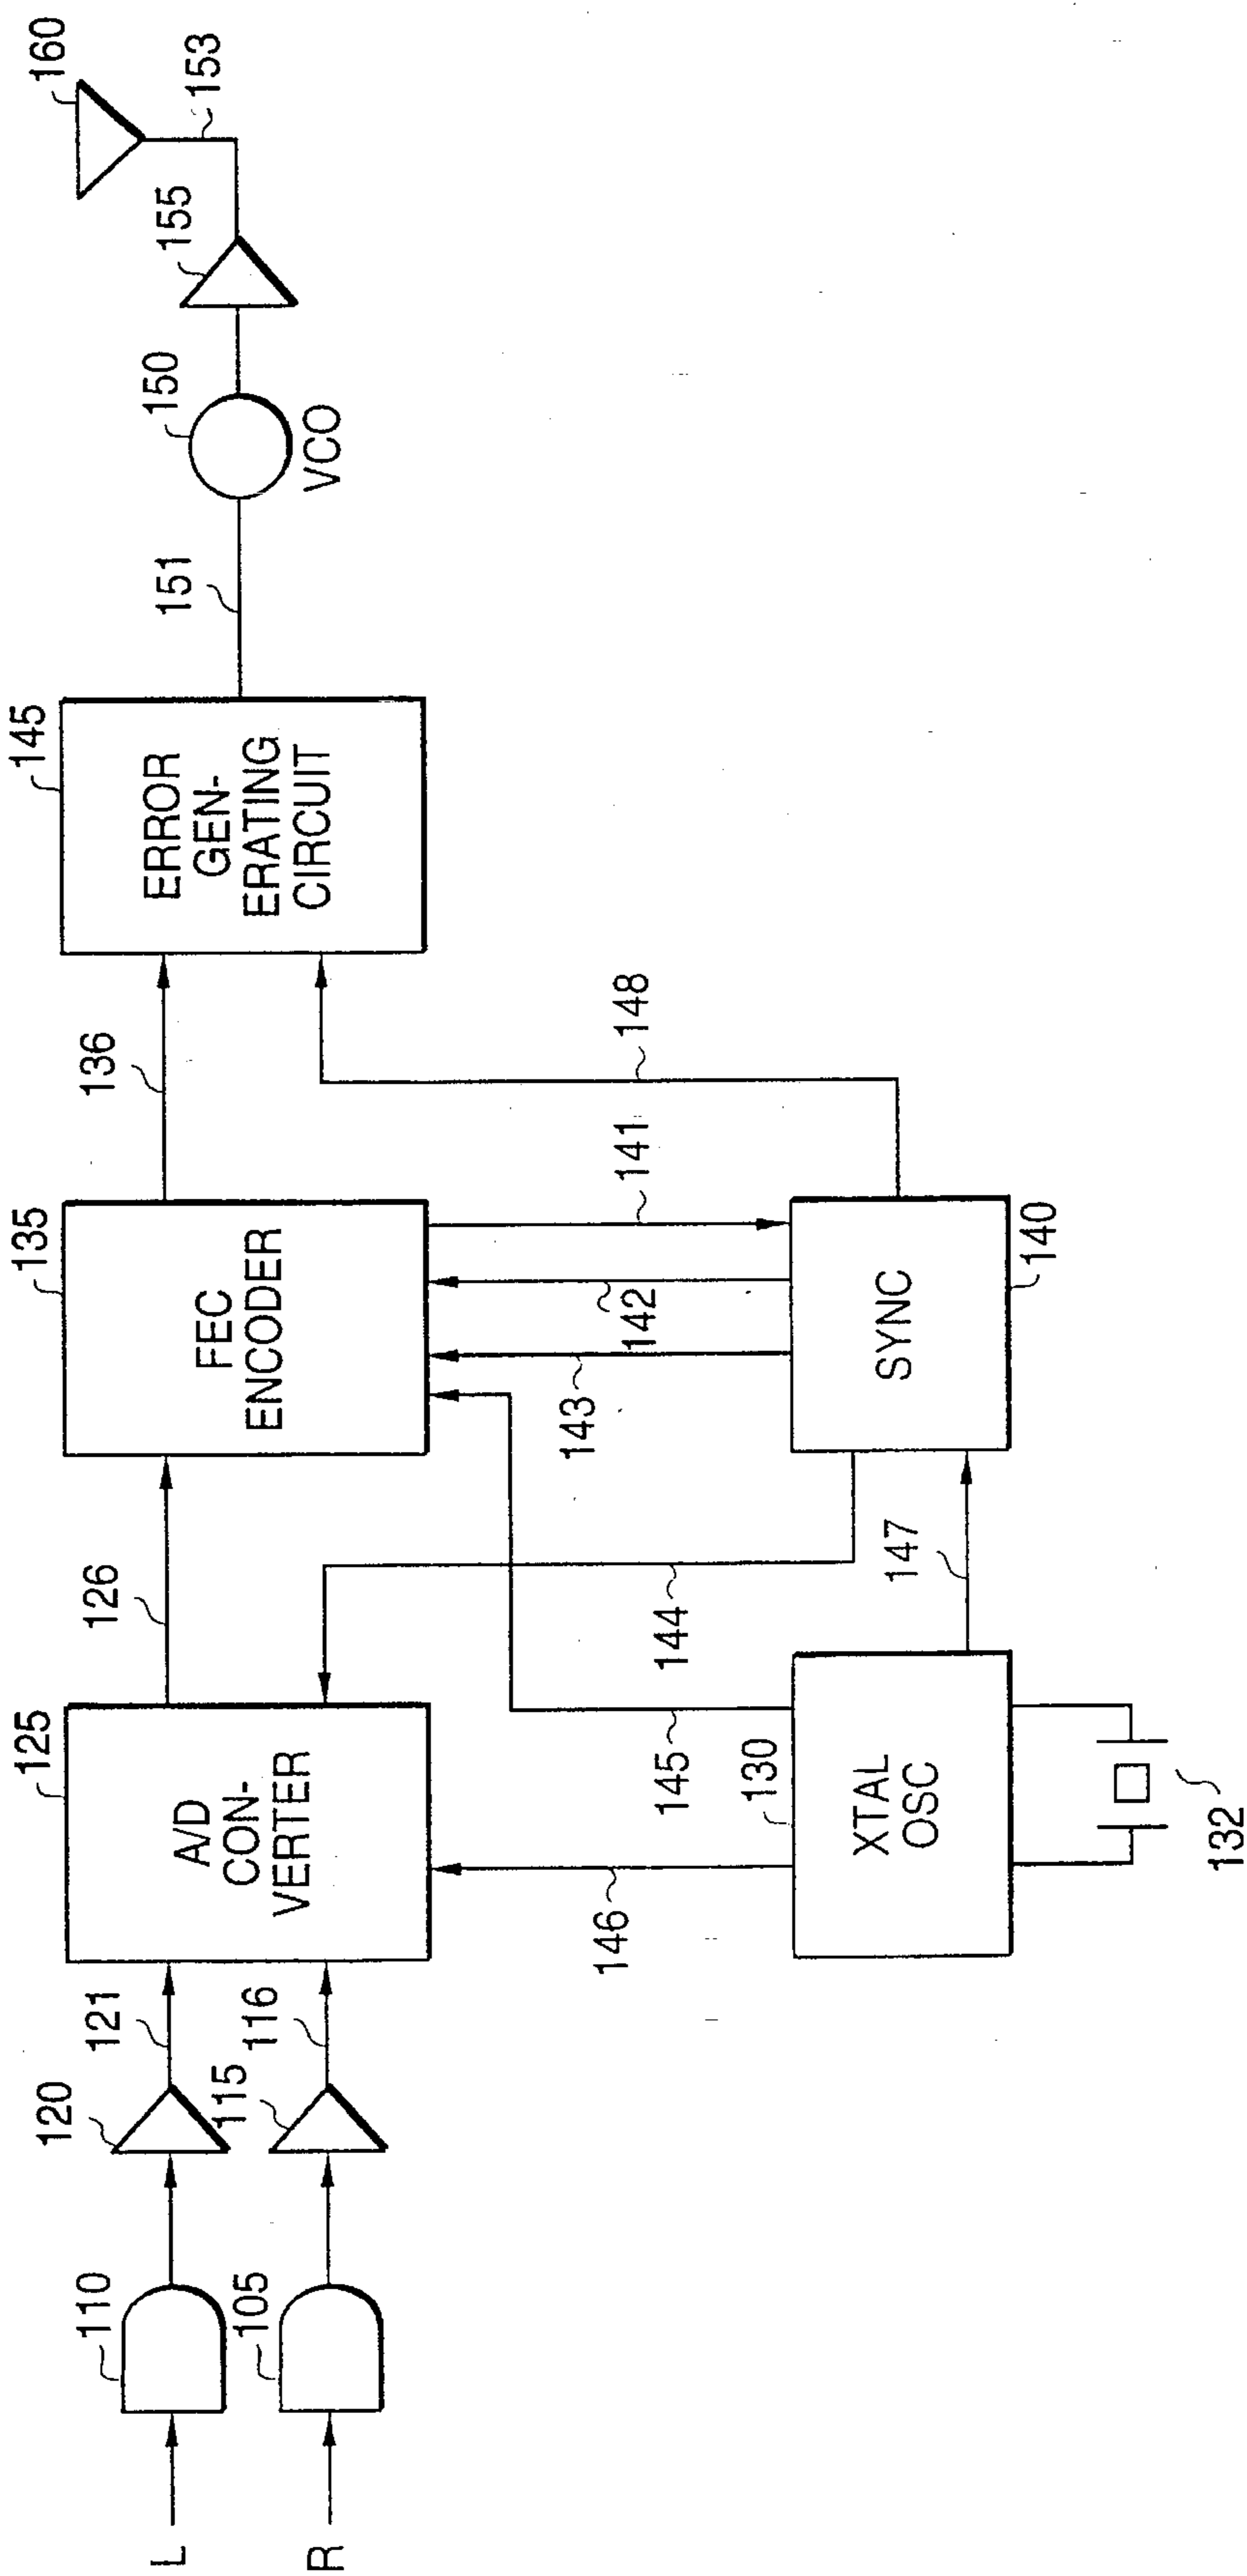 160
153
155
150
VCO
151
145
ERROR
GEN-
ERATING
CIRCUIT
136
148
135
FEC
ENCODER
141
142
143
SYNC
140
126
144
147
125
A/D
CON-
VERTER
145
130
XTAL
OSC
132
146
121
116
120
115
110
105
L
R